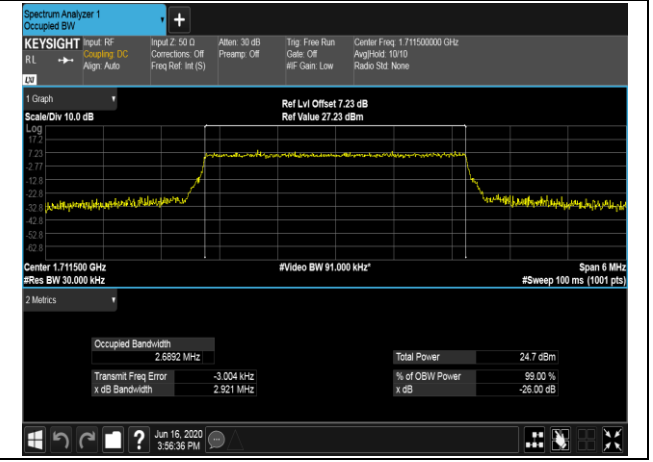 Spectrum Analyzer 1
Occupied BW
+
KEYSIGHT Input: RF Input Z: 50 Ω Atten: 30 dB Trig: Free Run Center Freq: 1.711500000 GHz
RL Coupling: DC Corrections: Off Preamp: Off Gate: Off Avg|Hold: 10/10
Align: Auto Freq Ref: Int (S) #IF Gain: Low Radio Std: None
LXI
1 Graph
Ref Lvl Offset 7.23 dB
Scale/Div 10.0 dB Ref Value 27.23 dBm
Log
17.2
7.23
-2.77
-12.8
-22.8
-32.8
-42.8
-52.8
-62.8
Center 1.711500 GHz #Video BW 91.000 kHz* Span 6 MHz
#Res BW 30.000 kHz #Sweep 100 ms (1001 pts)
2 Metrics
Occupied Bandwidth
2.6892 MHz Total Power 24.7 dBm
Transmit Freq Error -3.004 kHz % of OBW Power 99.00 %
x dB Bandwidth 2.921 MHz x dB -26.00 dB
? Jun 16, 2020
3:56:36 PM